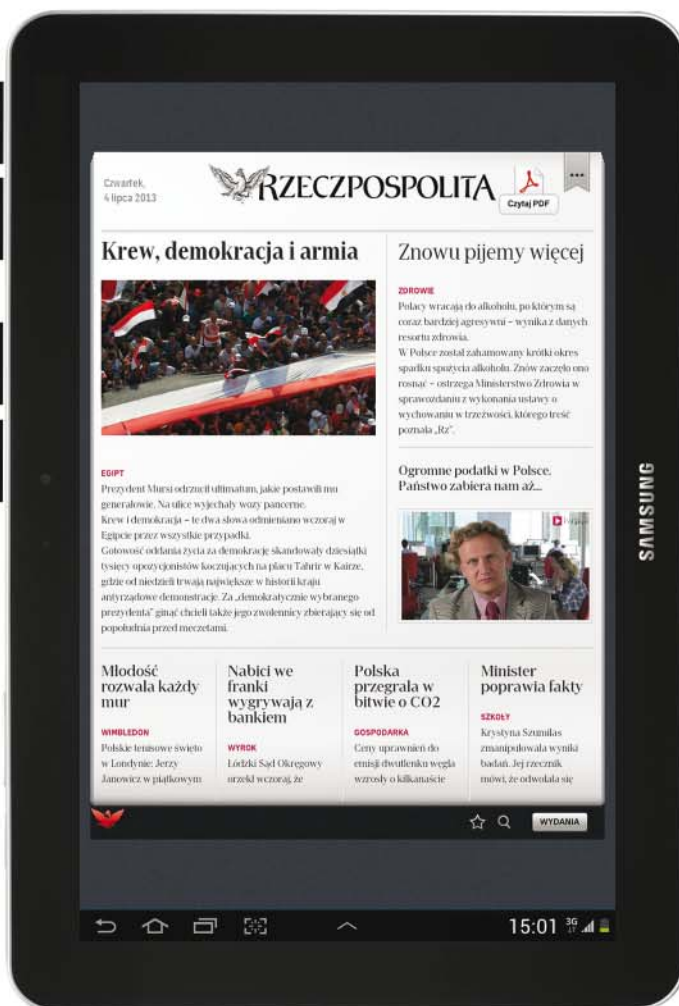 Czwartek,
4 lipca 2013
RZECZPOSPOLITA
Czytaj PDF
Krew, demokracja i armia
EGIPT
Prezydent Mursi odrzucił ultimatum, jakie postawili mu
generałowie. Na ulice wyjechały wozy pancerne.
Krew i demokracja – te dwa słowa odmieniano wczoraj w
Egipcie przez wszystkie przypadki.
Gotowość oddania życia za demokrację skandowały dziesiątki
tysięcy opozycjonistów koczujących na placu Tahrir w Kairze,
gdzie od niedzieli trwają największe w historii kraju
antyrządowe demonstracje. Za „demokratycznie wybranego
prezydenta" ginąć chcieli także jego zwolennicy zbierający się od
popołudnia przed meczetami.
Znowu pijemy więcej
ZDROWIE
Polacy wracają do alkoholu, po którym są
coraz bardziej agresywni – wynika z danych
resortu zdrowia.
W Polsce został zahamowany krótki okres
spadku spożycia alkoholu. Znów zaczęło ono
rosnąć – ostrzega Ministerstwo Zdrowia w
sprawozdaniu z wykonania ustawy o
wychowaniu w trzeźwości, którego treść
poznała „Rz".
Ogromne podatki w Polsce.
Państwo zabiera nam aż...
Młodość
rozwala każdy
mur
WIMBLEDON
Polskie tenisowe święto
w Londynie: Jerzy
Janowicz w piątkowym
Nabici we
franki
wygrywają z
bankiem
WYROK
Łódzki Sąd Okręgowy
orzekł wczoraj, że
Polska
przegrała w
bitwie o CO2
GOSPODARKA
Ceny uprawnień do
emisji dwutlenku węgla
wzrosły o kilkanaście
Minister
poprawia fakty
SZKOŁY
Krystyna Szumilas
zmanipulowała wyniki
badań. Jej rzecznik
mówi, że odwołała się
WYDANIA
15:01 3G
SAMSUNG